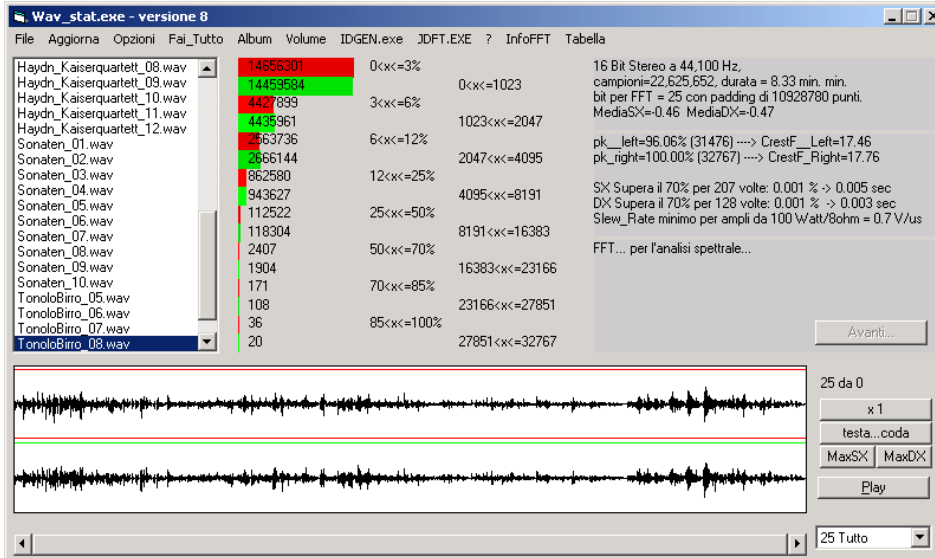 Wav_stat.exe - versione 8
File Aggiorna Opzioni Fai_Tutto Album Volume IDGEN.exe JDFT.EXE ? InfoFFT Tabella
Haydn_Kaiserquartett_08.wav
Haydn_Kaiserquartett_09.wav
Haydn_Kaiserquartett_10.wav
Haydn_Kaiserquartett_11.wav
Haydn_Kaiserquartett_12.wav
Sonaten_01.wav
Sonaten_02.wav
Sonaten_03.wav
Sonaten_04.wav
Sonaten_05.wav
Sonaten_06.wav
Sonaten_07.wav
Sonaten_08.wav
Sonaten_09.wav
Sonaten_10.wav
TonoloBirro_05.wav
TonoloBirro_06.wav
TonoloBirro_07.wav
TonoloBirro_08.wav
14656301 0<x<=3%
14459584 0<x<=1023
4427899 3<x<=6%
4435961 1023<x<=2047
2563736 6<x<=12%
2666144 2047<x<=4095
862580 12<x<=25%
943627 4095<x<=8191
112522 25<x<=50%
118304 8191<x<=16383
2407 50<x<=70%
1904 16383<x<=23166
171 70<x<=85%
108 23166<x<=27851
36 85<x<=100%
20 27851<x<=32767
16 Bit Stereo a 44,100 Hz,
campioni=22,625,652, durata = 8.33 min. min.
bit per FFT = 25 con padding di 10928780 punti.
MediaSX=-0.46 MediaDX=-0.47
pk__left=96.06% (31476) ----> CrestF__Left=17.46
pk_right=100.00% (32767)----> CrestF_Right=17.76
SX Supera il 70% per 207 volte: 0.001 % -> 0.005 sec
DX Supera il 70% per 128 volte: 0.001 % -> 0.003 sec
Slew_Rate minimo per ampli da 100 Watt/8ohm = 0.7 V/us
FFT... per l'analisi spettrale...
Avanti...
25 da 0
x 1
testa...coda
MaxSX MaxDX
Play
25 Tutto